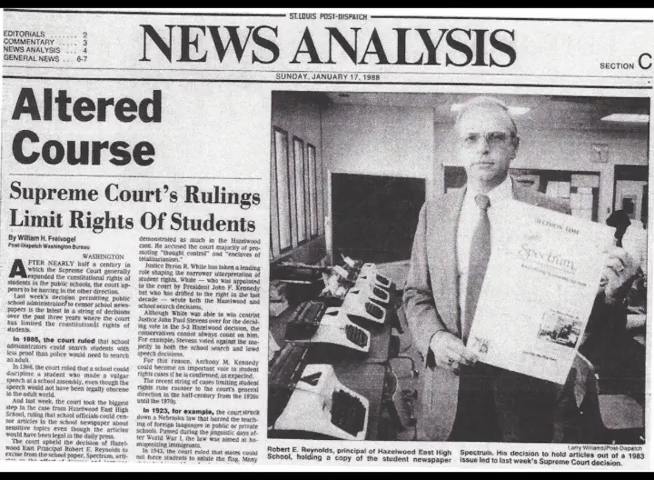 ST. LOUIS POST-DISPATCH
EDITORIALS ........ 2
COMMENTARY ..... 3
NEWS ANALYSIS ... 4
GENERAL NEWS .. 6-7
NEWS ANALYSIS
SECTION C
SUNDAY, JANUARY 17, 1988
Altered
Course
Supreme Court's Rulings
Limit Rights Of Students
By William H. Freivogel
Post-Dispatch Washington Bureau
WASHINGTON
AFTER NEARLY half a century in
which the Supreme Court generally
expanded the constitutional rights of
students in the public schools, the court ap-
pears to be moving in the other direction.
Last week's decision permitting public
school administrators to censor school news-
papers is the latest in a string of decisions
over the past three years where the court
has limited the constitutional rights of
students.
In 1985, the court ruled that school
administrators could search students with
less proof than police would need to search
an adult.
In 1986, the court ruled that a school could
discipline a student who made a vulgar
speech at a school assembly, even though the
speech would not have been legally obscene
in the adult world.
And last week, the court took the biggest
step in the case from Hazelwood East High
School, ruling that school officials could cen-
sor articles in the school newspaper about
sensitive topics even though the articles
would have been legal in the daily press.
The court upheld the decision of Hazel-
wood East Principal Robert E. Reynolds to
excise from the school paper, Spectrum, arti-
demonstrated as much in the Hazelwood
case. He accused the court majority of pro-
moting "thought control" and "enclaves of
totalitarianism."
Justice Byron R. White has taken a leading
role shaping the narrower interpretation of
student rights. White — who was appointed
to the court by President John F. Kennedy
but who has drifted to the right in the past
decade — wrote both the Hazelwood and
school search decisions.
Although White was able to win centrist
Justice John Paul Stevens over for the decid-
ing vote in the 5-3 Hazelwood decision, the
conservatives cannot always count on him.
For example, Stevens voted against the ma-
jority in both the school search and lewd
speech decisions.
For this reason, Anthony M. Kennedy
could become an important vote in student
rights cases if he is confirmed, as expected.
The recent string of cases limiting student
rights runs counter to the court's general
direction in the half-century from the 1920s
until the 1970s.
In 1923, for example, the court struck
down a Nebraska law that barred the teach-
ing of foreign languages in public or private
schools. Passed during the jingoistic days af-
ter World War I, the law was aimed at ho-
mogenizing immigrants.
In 1943, the court ruled that states could
not force students to salute the flag. Many
Spectrum
Larry Williams/Post-Dispatch
Robert E. Reynolds, principal of Hazelwood East High
School, holding a copy of the student newspaper
Spectrum. His decision to hold articles out of a 1983
issue led to last week's Supreme Court decision.